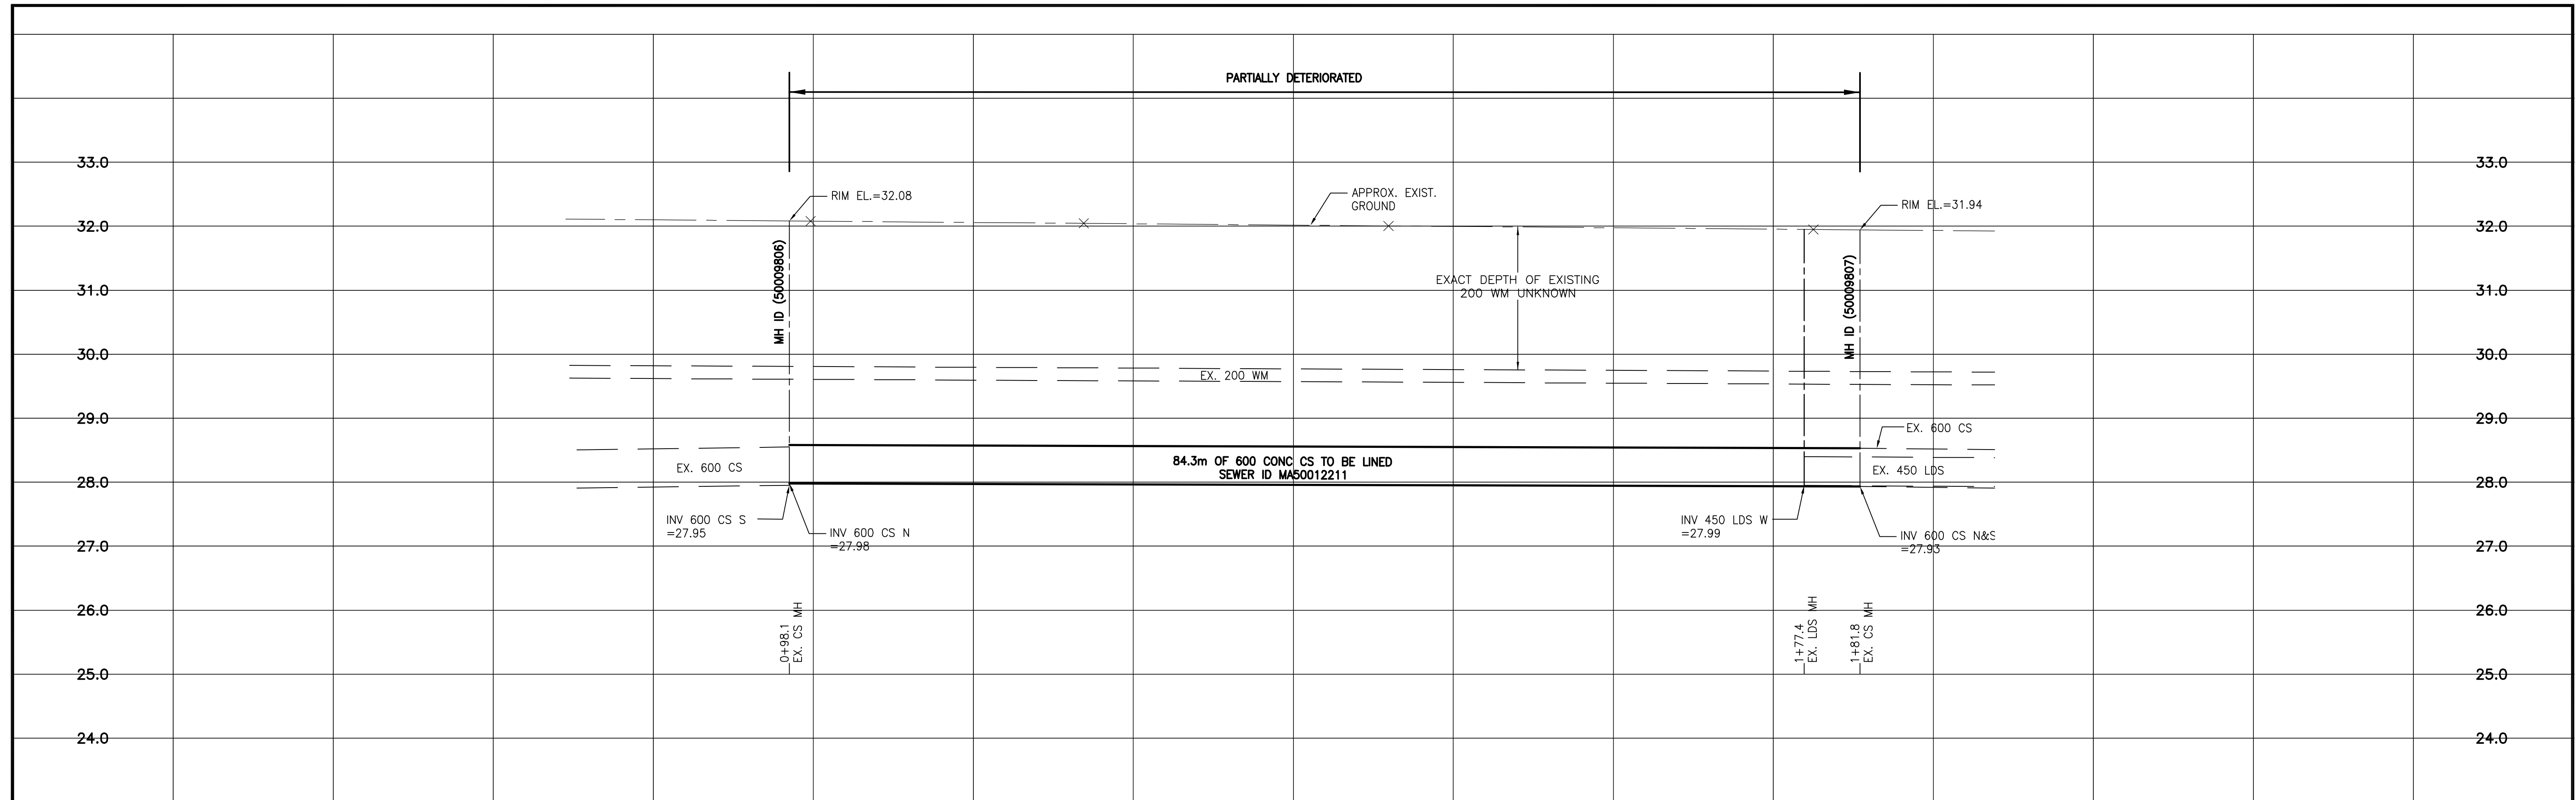 PARTIALLY DETERIORATED
33.0
33.0
RIM EL.=32.08
APPROX. EXIST.
GROUND
RIM EL.=31.94
32.0
32.0
MH ID (50009806)
EXACT DEPTH OF EXISTING
200 WM UNKNOWN
MH ID (50009807)
31.0
31.0
30.0
30.0
EX. 200 WM
29.0
29.0
EX. 600 CS
EX. 600 CS
84.3m OF 600 CONC CS TO BE LINED
SEWER ID MA50012211
EX. 450 LDS
28.0
28.0
INV 600 CS S
=27.95
INV 600 CS N
=27.98
INV 450 LDS W
=27.99
INV 600 CS N&S
=27.93
27.0
27.0
26.0
26.0
0+98.1
EX. CS MH
1+77.4
EX. LDS MH
1+81.8
EX. CS MH
25.0
25.0
24.0
24.0